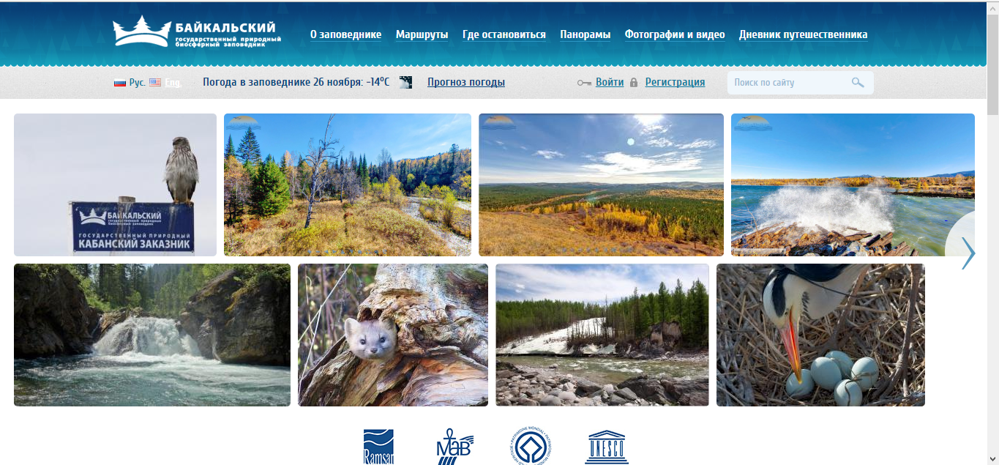 БАЙКАЛЬСКИЙ
государственный природный
биосферный заповедник
О заповеднике Маршруты Где остановиться Панорамы Фотографии и видео Дневник путешественника
Рус. Eng. Погода в заповеднике 26 ноября: -14°C Прогноз погоды Войти Регистрация Поиск по сайту
БАЙКАЛЬСКИЙ
государственный природный
биосферный заповедник
ГОСУДАРСТВЕННЫЙ ПРИРОДНЫЙ
КАБАНСКИЙ ЗАКАЗНИК
Ramsar MaB UNESCO